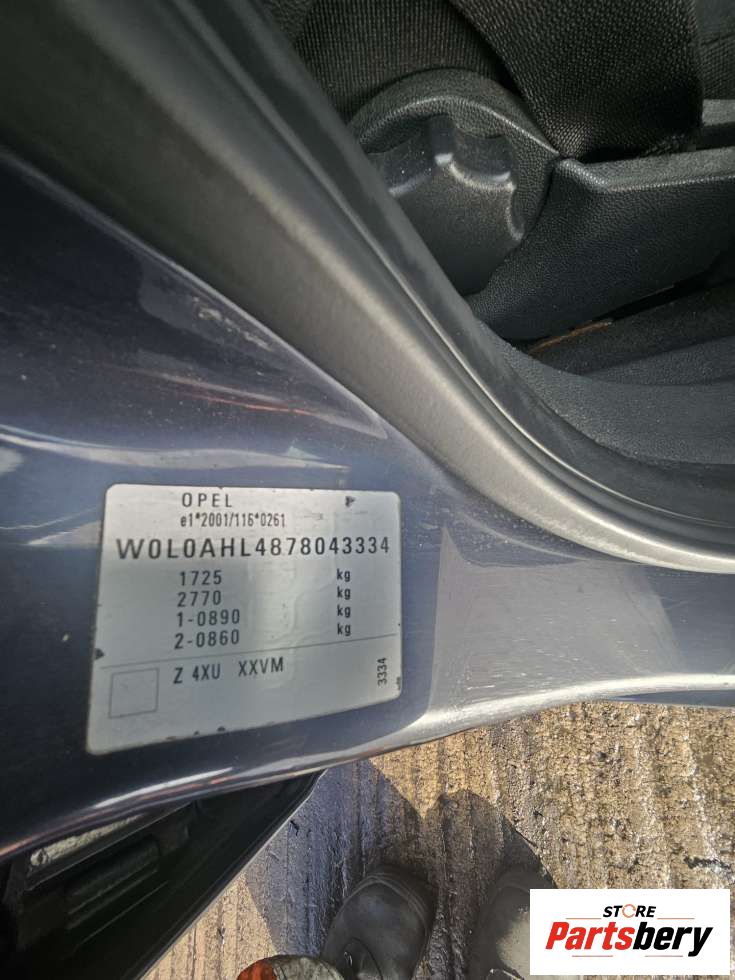 OPEL
e1*2001/116*0261
W0L0AHL4878043334
1725 kg
2770 kg
1-0890 kg
2-0860 kg
Z 4XU XXVM
3334
STORE
Partsbery